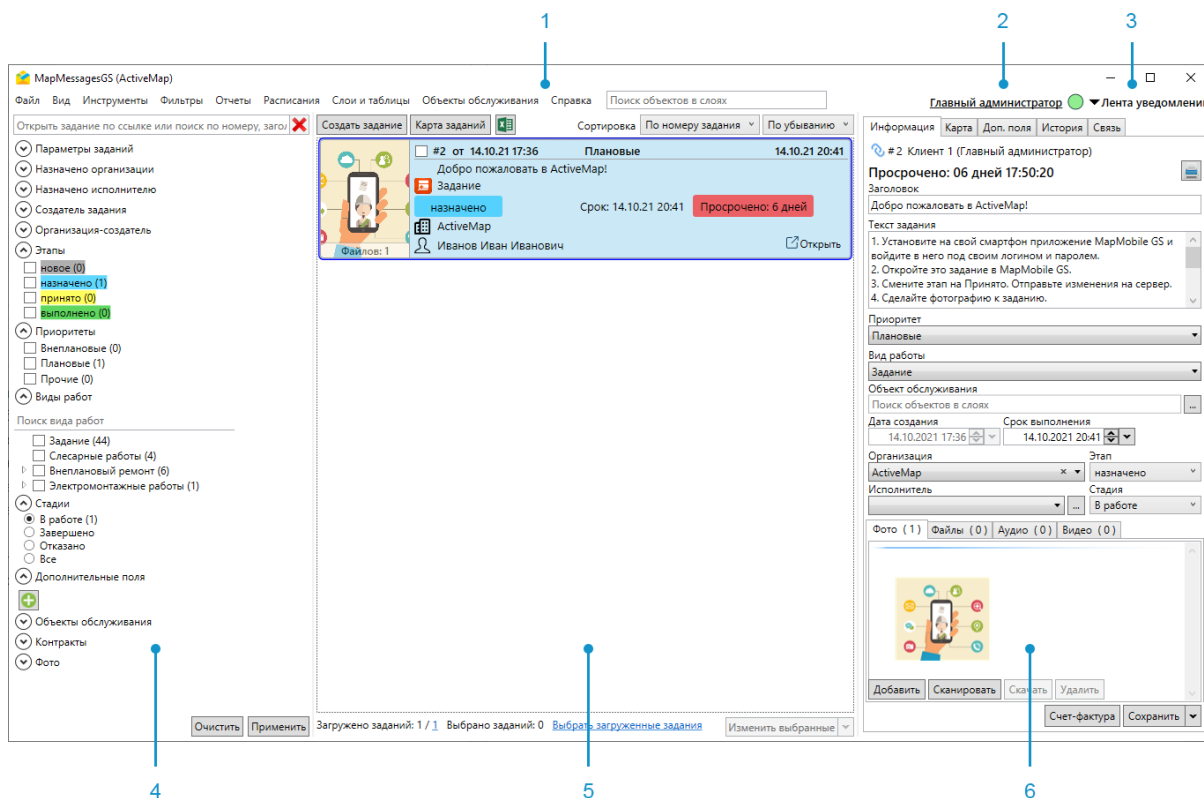 1
2
3
MapMessagesGS (ActiveMap)
Файл Вид Инструменты Фильтры Отчеты Расписания Слои и таблицы Объекты обслуживания Справка Поиск объектов в слоях
Главный администратор Лента уведомлений
Открыть задание по ссылке или поиск по номеру, заго
Параметры заданий
Назначено организации
Назначено исполнителю
Создатель задания
Организация-создатель
Этапы
новое (0)
назначено (1)
принято (0)
выполнено (0)
Приоритеты
Внеплановые (0)
Плановые (1)
Прочие (0)
Виды работ
Поиск вида работ
Задание (44)
Слесарные работы (4)
Внеплановый ремонт (6)
Электромонтажные работы (1)
Стадии
В работе (1)
Завершено
Отказано
Все
Дополнительные поля
Объекты обслуживания
Контракты
Фото
Очистить Применить
Создать задание Карта заданий Сортировка По номеру задания По убыванию
#2 от 14.10.21 17:36 Плановые 14.10.21 20:41
Добро пожаловать в ActiveMap!
Задание
назначено Срок: 14.10.21 20:41 Просрочено: 6 дней
ActiveMap
Файлов: 1 Иванов Иван Иванович Открыть
Загружено заданий: 1 / 1 Выбрано заданий: 0 Выбрать загруженные задания Изменить выбранные
Информация Карта Доп. поля История Связь
#2 Клиент 1 (Главный администратор)
Просрочено: 06 дней 17:50:20
Заголовок
Добро пожаловать в ActiveMap!
Текст задания
1. Установите на свой смартфон приложение MapMobile GS и
войдите в него под своим логином и паролем.
2. Откройте это задание в MapMobile GS.
3. Смените этап на Принято. Отправьте изменения на сервер.
4. Сделайте фотографию к заданию.
Приоритет
Плановые
Вид работы
Задание
Объект обслуживания
Поиск объектов в слоях ...
Дата создания Срок выполнения
14.10.2021 17:36 14.10.2021 20:41
Организация Этап
ActiveMap назначено
Исполнитель Стадия
... В работе
Фото (1) Файлы (0) Аудио (0) Видео (0)
Добавить Сканировать Скачать Удалить
Счет-фактура Сохранить
4
5
6